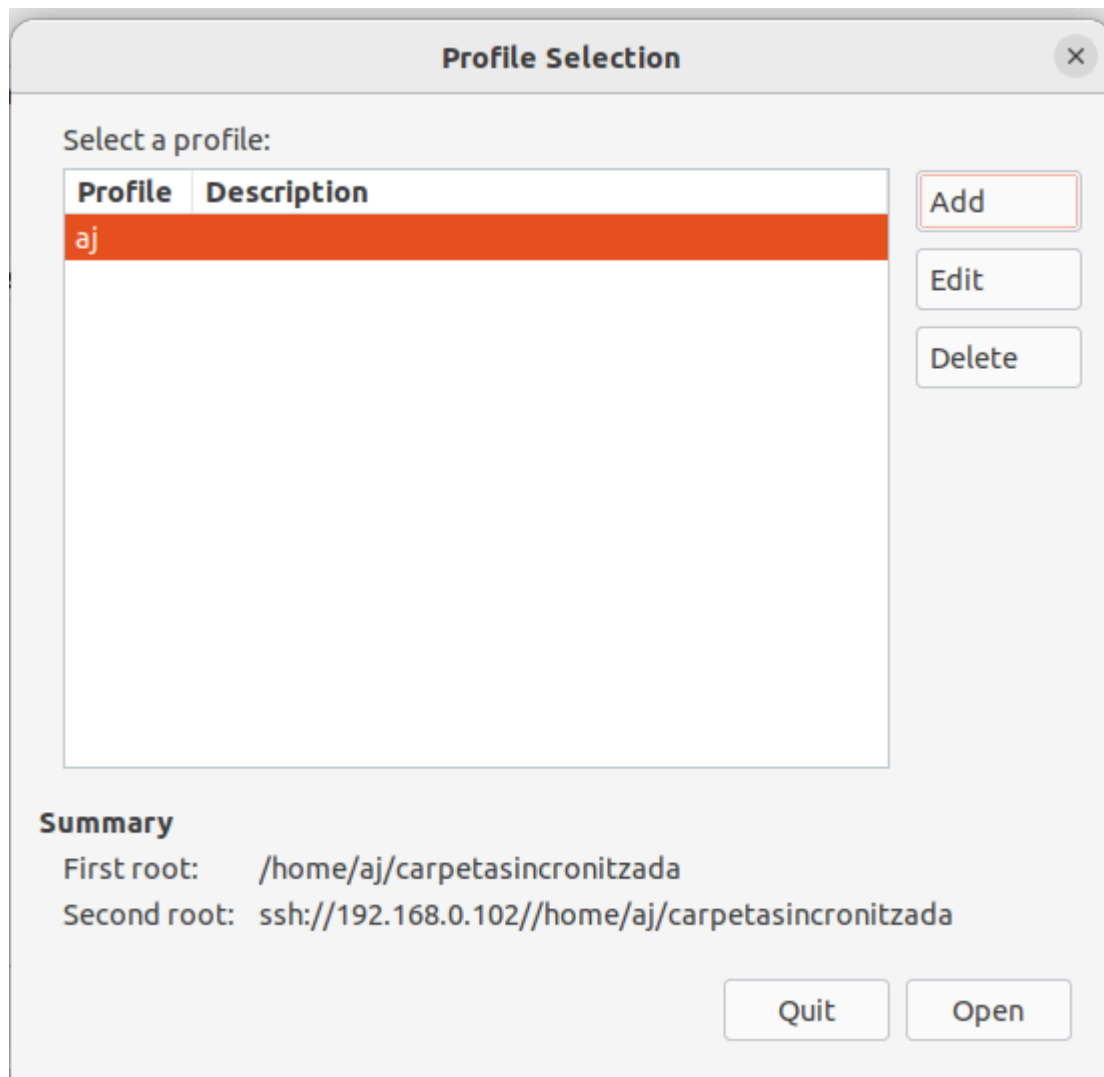 Profile Selection
Select a profile:
Profile Description
aj
Add
Edit
Delete
Summary
First root: /home/aj/carpetasincronitzada
Second root: ssh://192.168.0.102//home/aj/carpetasincronitzada
Quit Open